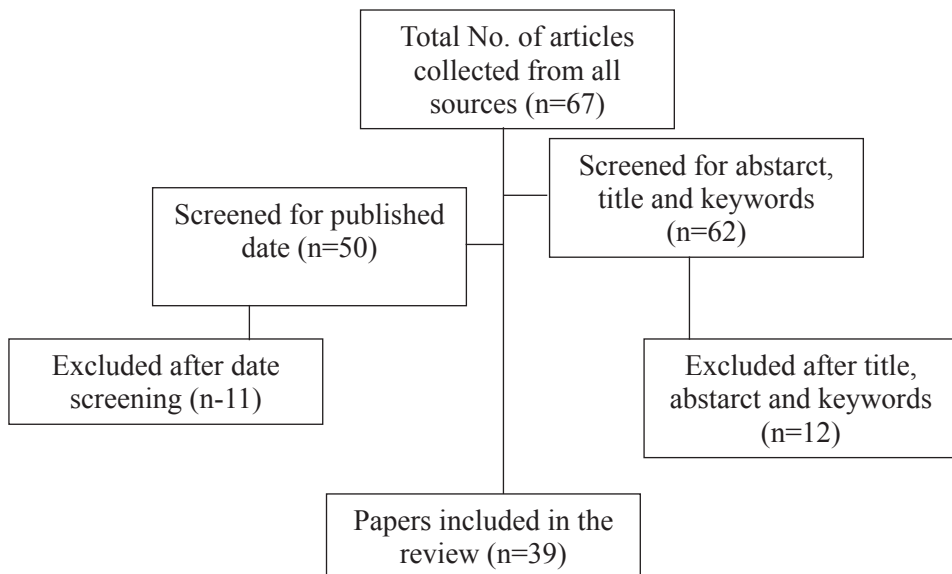 Total No. of articles
collected from all
sources (n=67)
Screened for abstarct,
title and keywords
(n=62)
Screened for published
date (n=50)
Excluded after date
screening (n-11)
Excluded after title,
abstarct and keywords
(n=12)
Papers included in the
review (n=39)